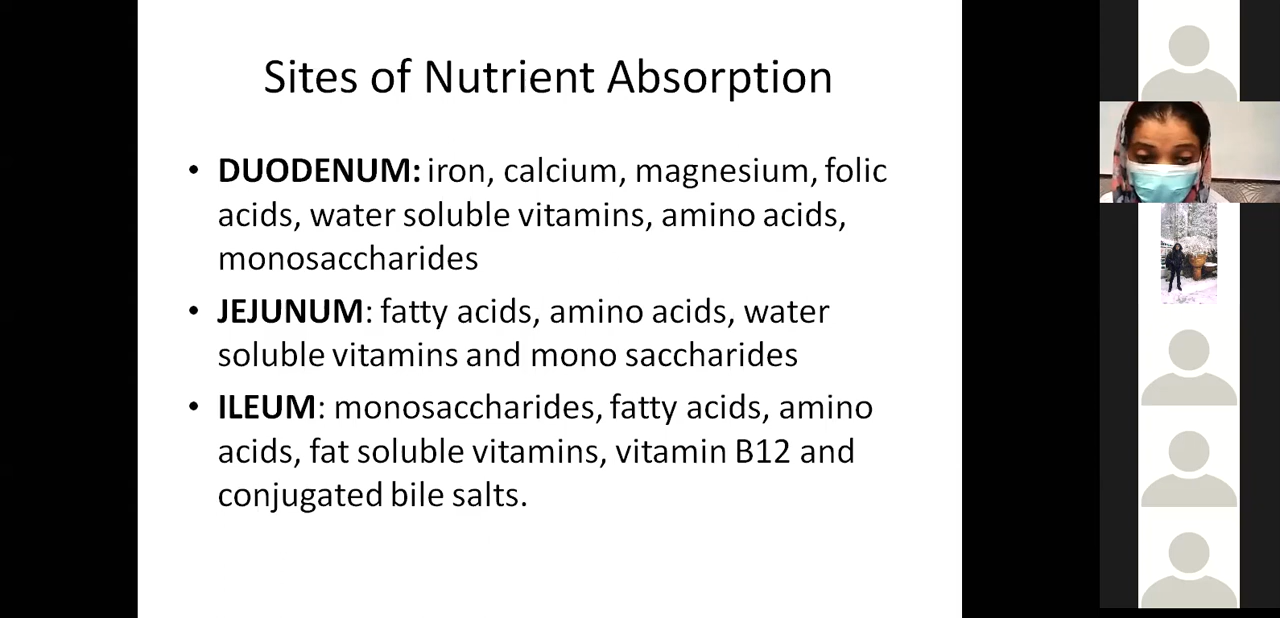 Sites of Nutrient Absorption
• DUODENUM: iron, calcium, magnesium, folic
acids, water soluble vitamins, amino acids,
monosaccharides
• JEJUNUM: fatty acids, amino acids, water
soluble vitamins and mono saccharides
• ILEUM: monosaccharides, fatty acids, amino
acids, fat soluble vitamins, vitamin B12 and
conjugated bile salts.